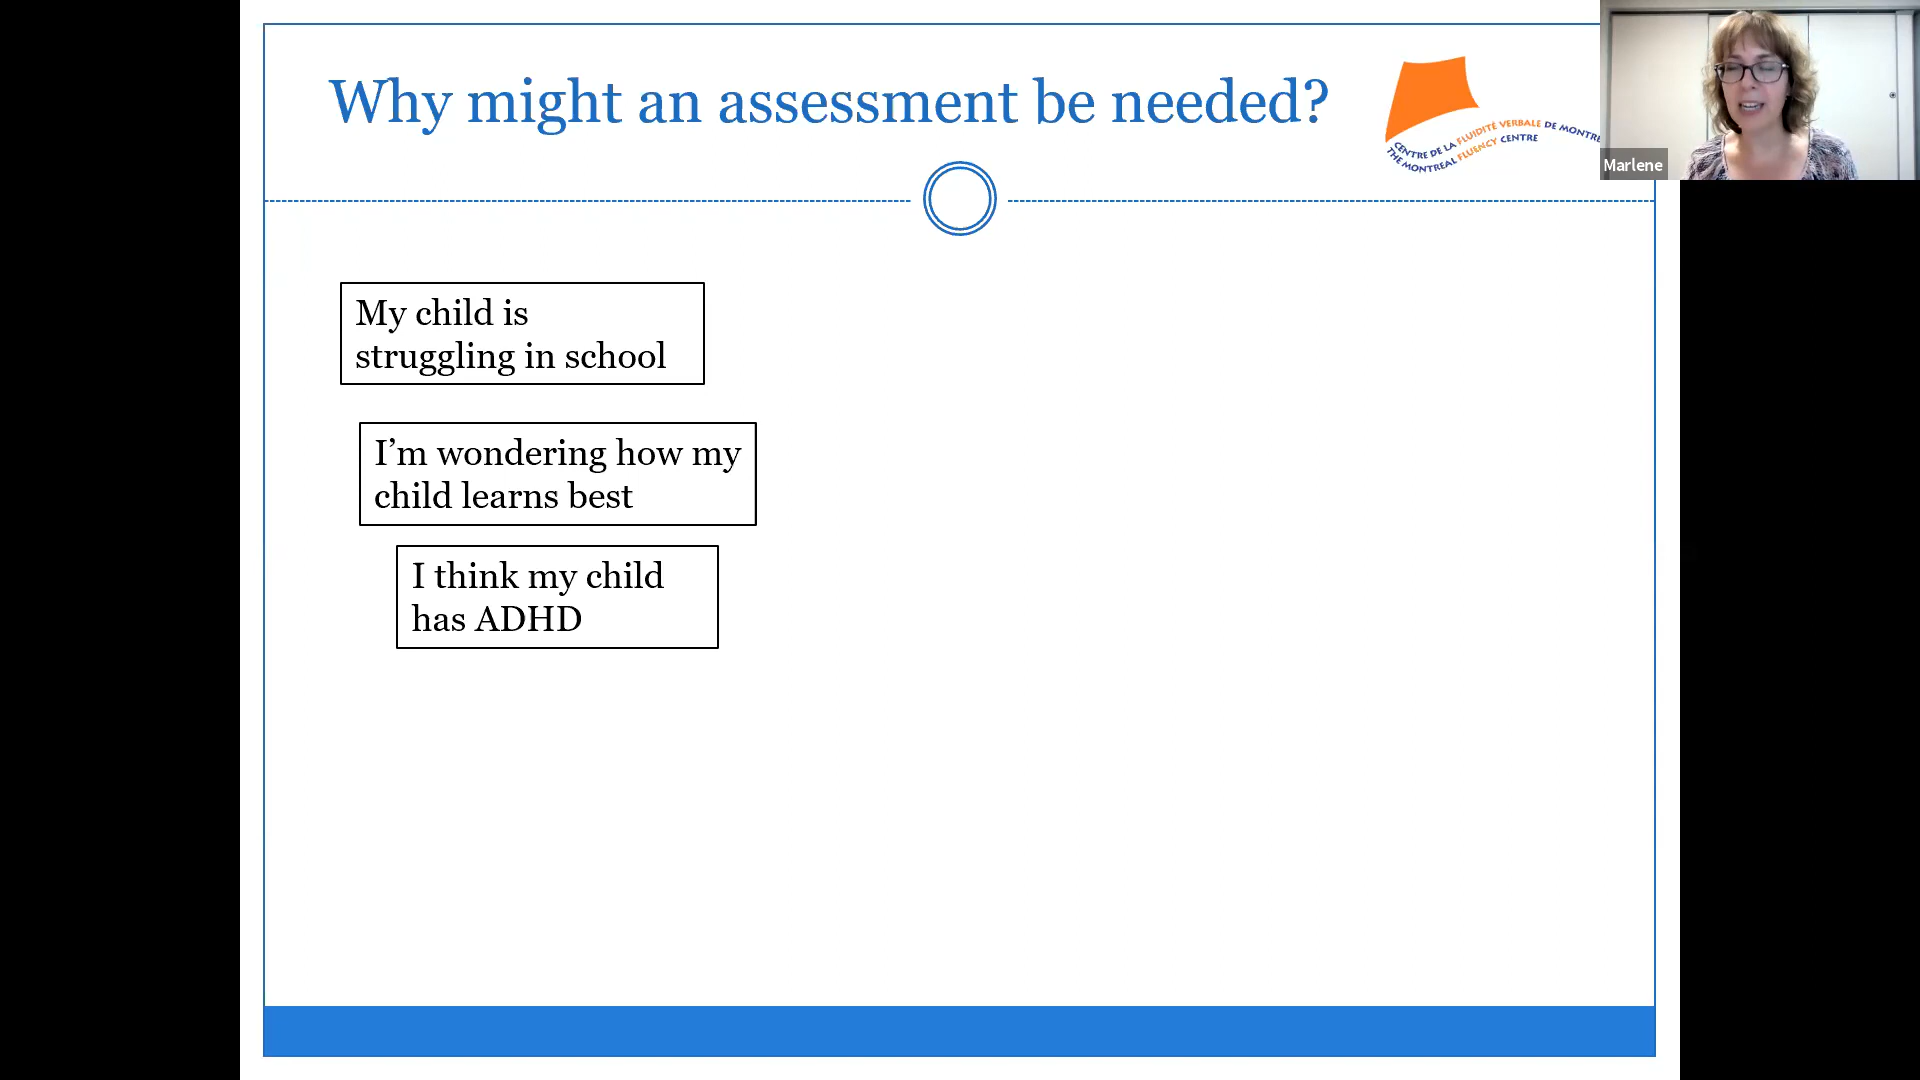 Why might an assessment be needed?
CENTRE DE LA FLUIDITÉ VERBALE DE
THE MONTREAL FLUENCY CENTRE
Marlene
My child is
struggling in school
I’m wondering how my
child learns best
I think my child
has ADHD